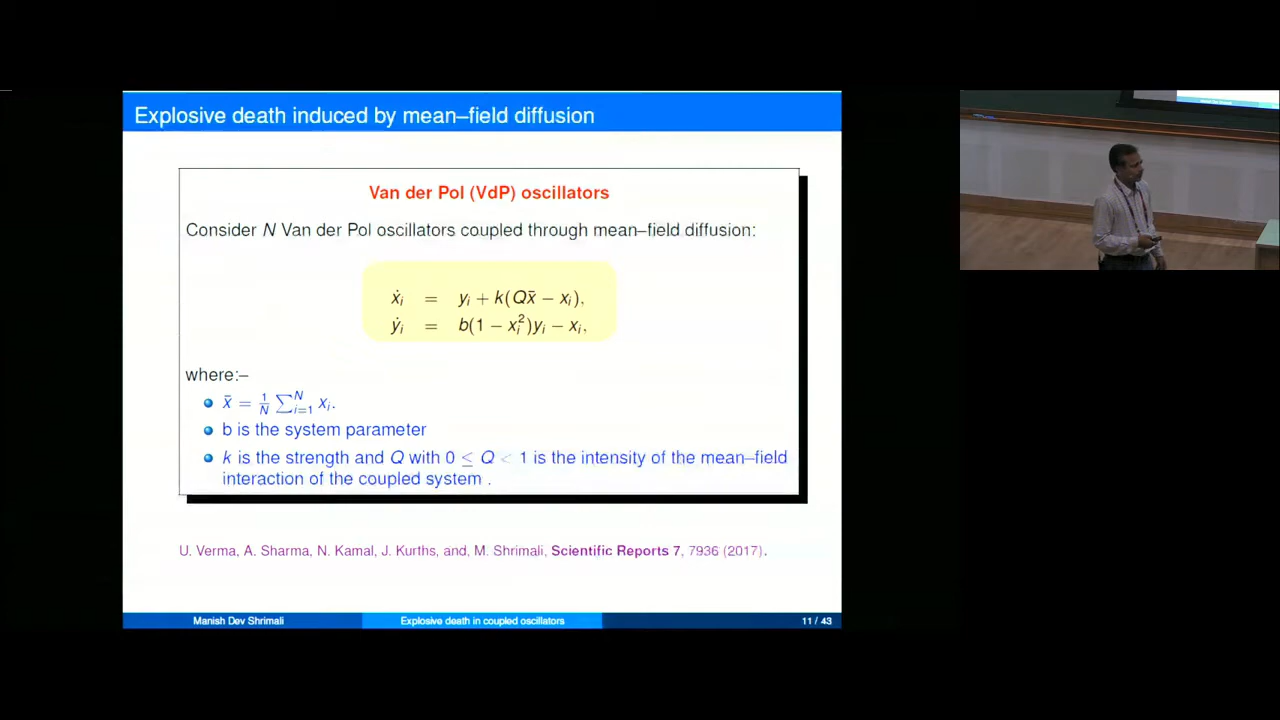 Explosive death induced by mean–field diffusion
Van der Pol (VdP) oscillators
Consider N Van der Pol oscillators coupled through mean–field diffusion:
ẋᵢ = yᵢ + k(Qx̄ − xᵢ),
ẏᵢ = b(1 − xᵢ²)yᵢ − xᵢ,
where:–
x̄ = 1/N ∑ᵢ₌₁ᴺ xᵢ.
b is the system parameter
k is the strength and Q with 0 ≤ Q < 1 is the intensity of the mean–field
interaction of the coupled system .
U. Verma, A. Sharma, N. Kamal, J. Kurths, and, M. Shrimali, Scientific Reports 7, 7936 (2017).
Manish Dev Shrimali Explosive death in coupled oscillators 11 / 43